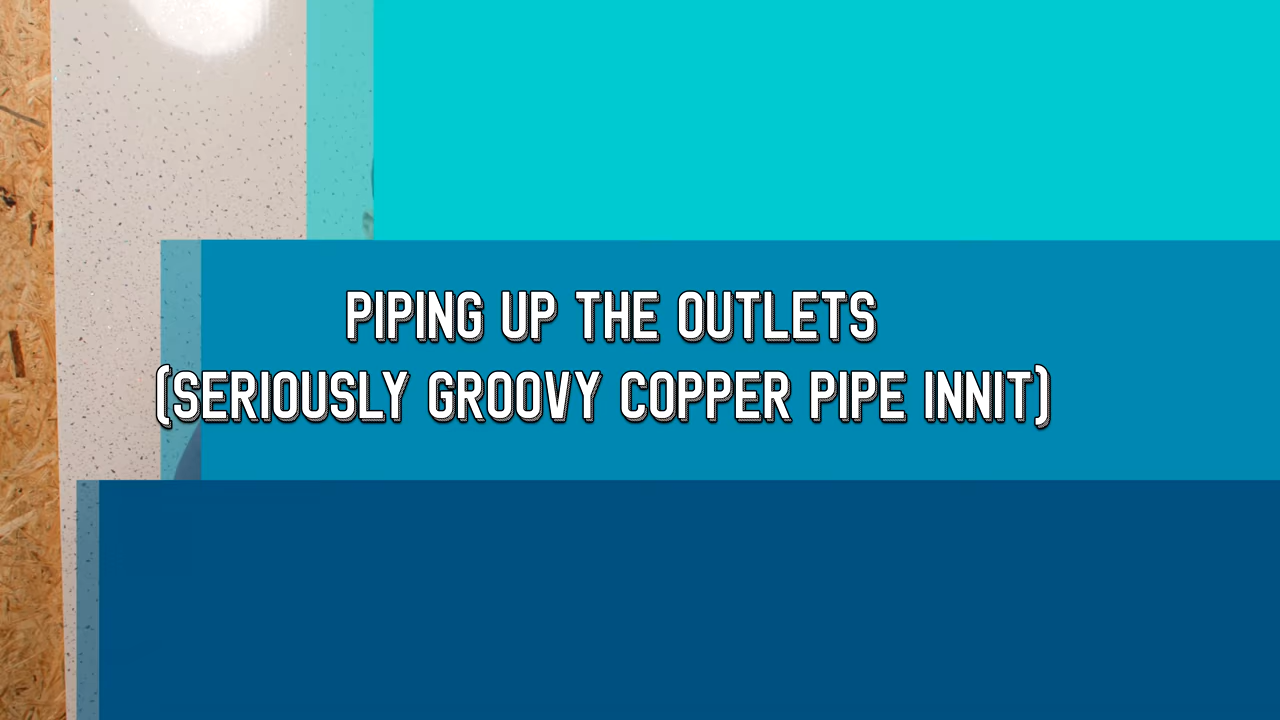 PIPING UP THE OUTLETS
(SERIOUSLY GROOVY COPPER PIPE INNIT)